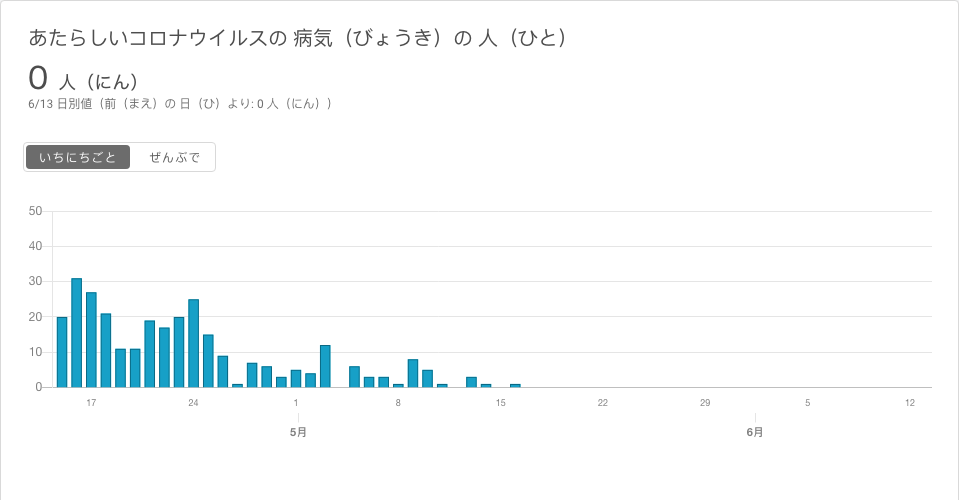 あたらしいコロナウイルスの 病気（びょうき）の 人（ひと）
0 人（にん）
6/13 日別値（前（まえ）の 日（ひ）より: 0 人（にん））
いちにちごと ぜんぶで
50
40
30
20
10
0
17 24 1 8 15 22 29 5 12
5月 6月